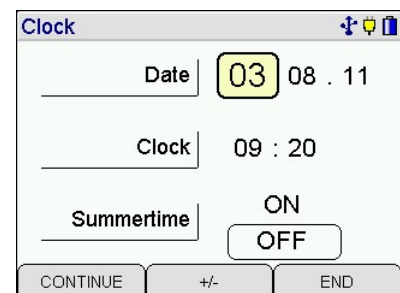 Clock
Date 03 08 . 11
Clock 09 : 20
Summertime ON
OFF
CONTINUE +/- END